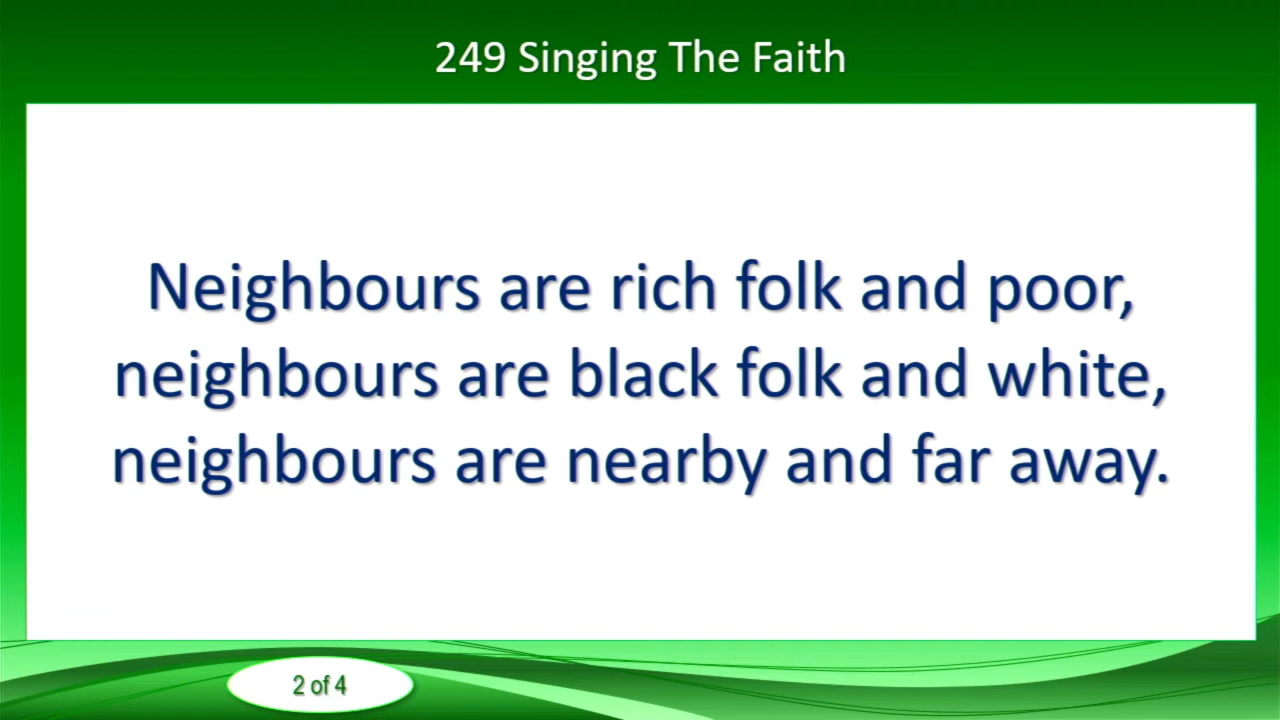 249 Singing The Faith
Neighbours are rich folk and poor,
neighbours are black folk and white,
neighbours are nearby and far away.
2 of 4